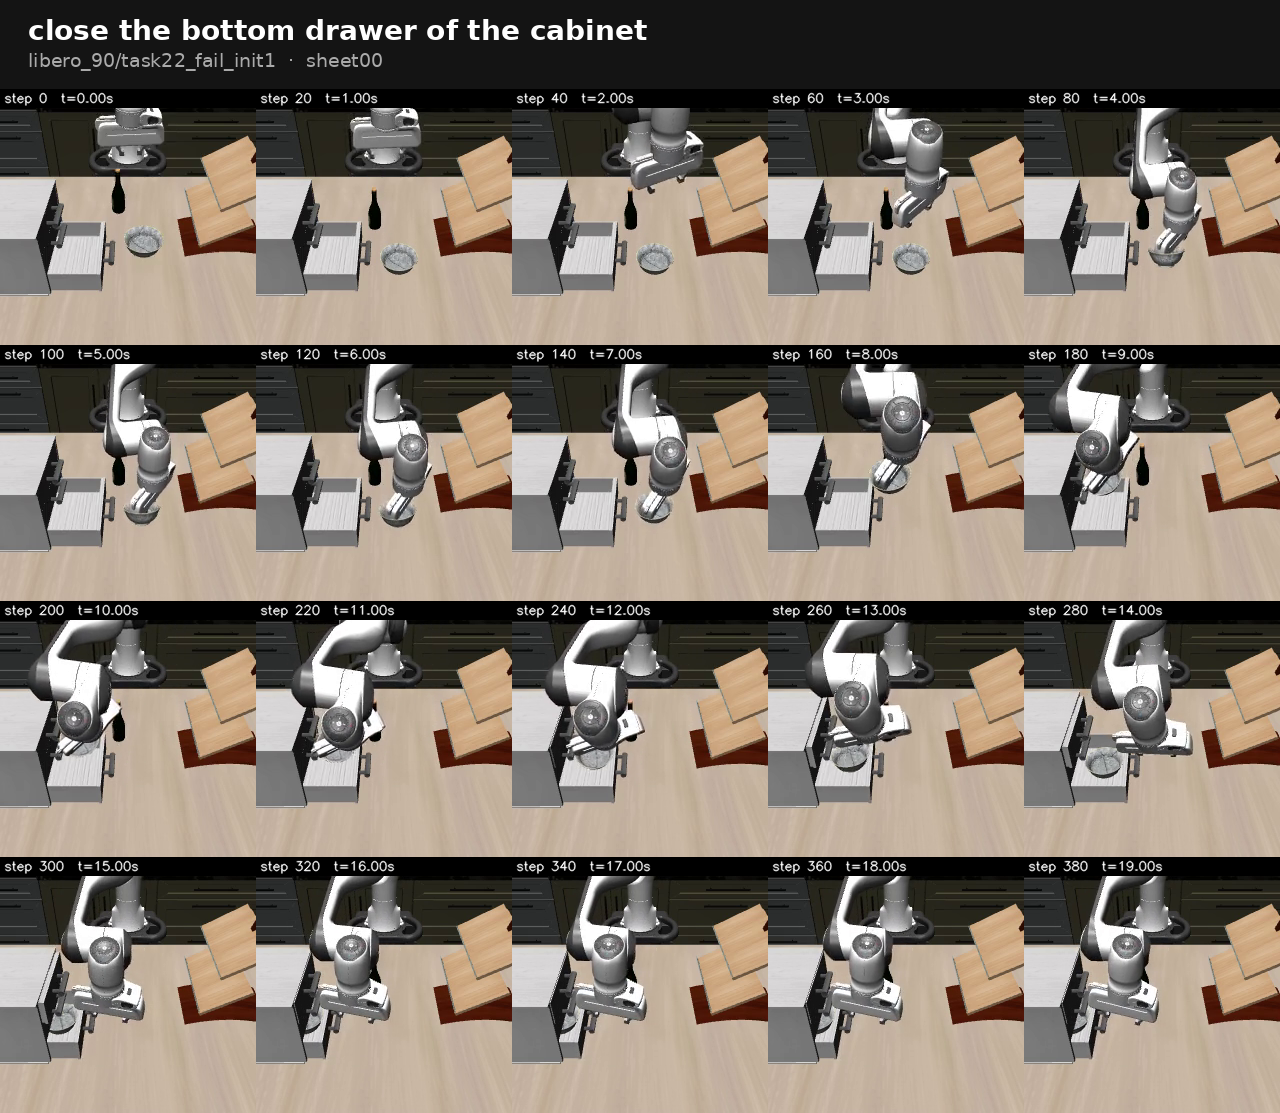 close the bottom drawer of the cabinet
libero_90/task22_fail_init1 · sheet00
step 0 t=0.00s
step 20 t=1.00s
step 40 t=2.00s
step 60 t=3.00s
step 80 t=4.00s
step 100 t=5.00s
step 120 t=6.00s
step 140 t=7.00s
step 160 t=8.00s
step 180 t=9.00s
step 200 t=10.00s
step 220 t=11.00s
step 240 t=12.00s
step 260 t=13.00s
step 280 t=14.00s
step 300 t=15.00s
step 320 t=16.00s
step 340 t=17.00s
step 360 t=18.00s
step 380 t=19.00s